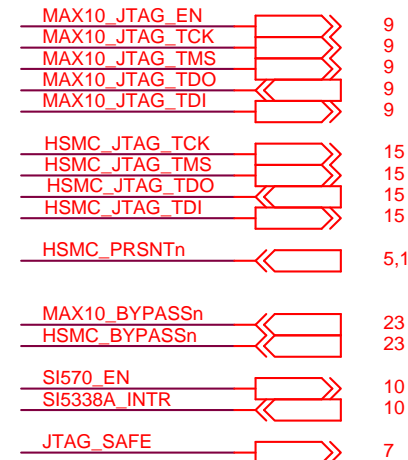 MAX10_JTAG_EN 9
MAX10_JTAG_TCK 9
MAX10_JTAG_TMS 9
MAX10_JTAG_TDO 9
MAX10_JTAG_TDI 9
HSMC_JTAG_TCK 15
HSMC_JTAG_TMS 15
HSMC_JTAG_TDO 15
HSMC_JTAG_TDI 15
HSMC_PRSNTn 5,1
MAX10_BYPASSn 23
HSMC_BYPASSn 23
SI570_EN 10
SI5338A_INTR 10
JTAG_SAFE 7